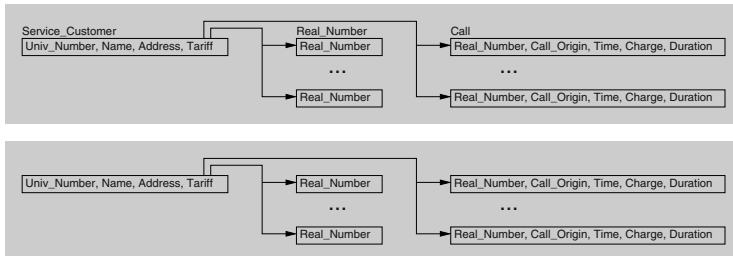 Service_Customer Real_Number Call
Univ_Number, Name, Address, Tariff Real_Number Real_Number, Call_Origin, Time, Charge, Duration
... ...
Real_Number Real_Number, Call_Origin, Time, Charge, Duration
Univ_Number, Name, Address, Tariff Real_Number Real_Number, Call_Origin, Time, Charge, Duration
... ...
Real_Number Real_Number, Call_Origin, Time, Charge, Duration